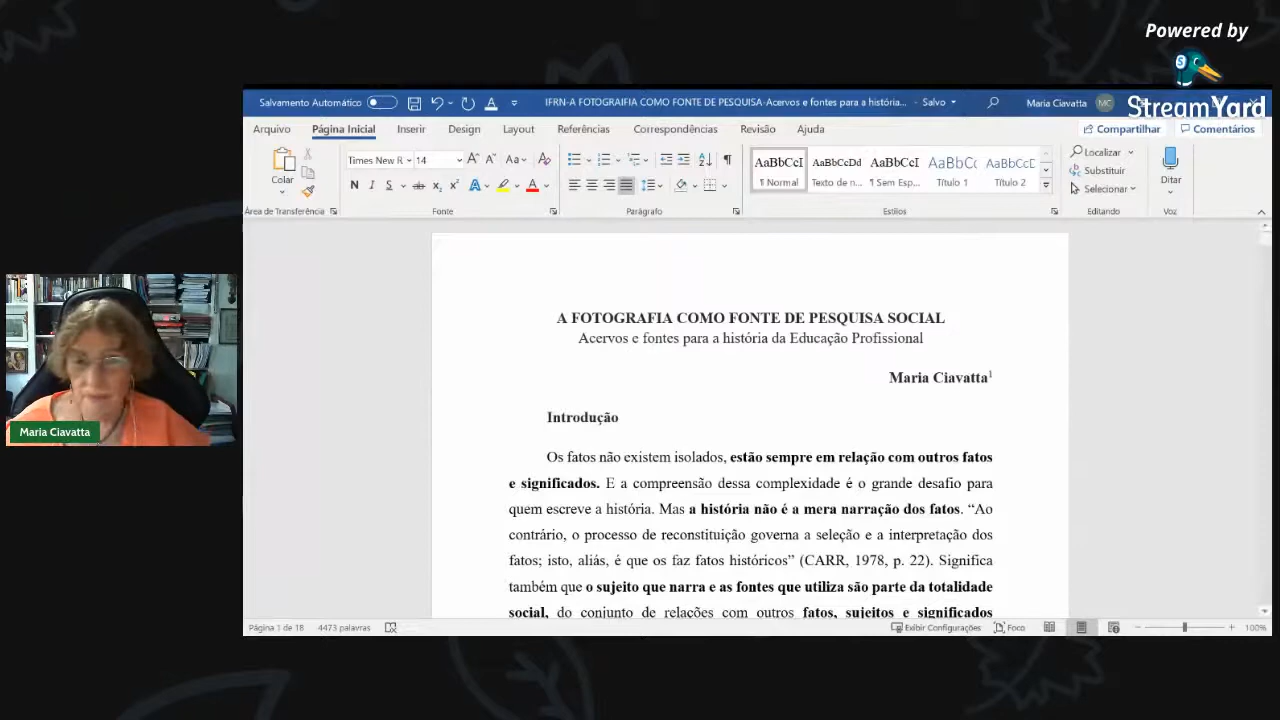 Powered by
StreamYard
Salvamento Automático
IFRN-A FOTOGRAIFIA COMO FONTE DE PESQUISA-Acervos e fontes para a história... - Salvo
Maria Ciavatta
MC
Arquivo Página Inicial Inserir Design Layout Referências Correspondências Revisão Ajuda
Compartilhar Comentários
Colar
Times New R 14
AaBbCcI AaBbCcDd AaBbCcI AaBbCc AaBbCcE
¶ Normal Texto de n... ¶ Sem Esp... Título 1 Título 2
Localizar
Substituir
Selecionar
Ditar
Área de Transferência Fonte Parágrafo Estilos Editando Voz
A FOTOGRAFIA COMO FONTE DE PESQUISA SOCIAL
Acervos e fontes para a história da Educação Profissional
Maria Ciavatta¹
Introdução
Os fatos não existem isolados, estão sempre em relação com outros fatos
e significados. E a compreensão dessa complexidade é o grande desafio para
quem escreve a história. Mas a história não é a mera narração dos fatos. “Ao
contrário, o processo de reconstituição governa a seleção e a interpretação dos
fatos; isto, aliás, é que os faz fatos históricos” (CARR, 1978, p. 22). Significa
também que o sujeito que narra e as fontes que utiliza são parte da totalidade
social, do conjunto de relações com outros fatos, sujeitos e significados
Página 1 de 18 4473 palavras
Exibir Configurações Foco 100%
Maria Ciavatta